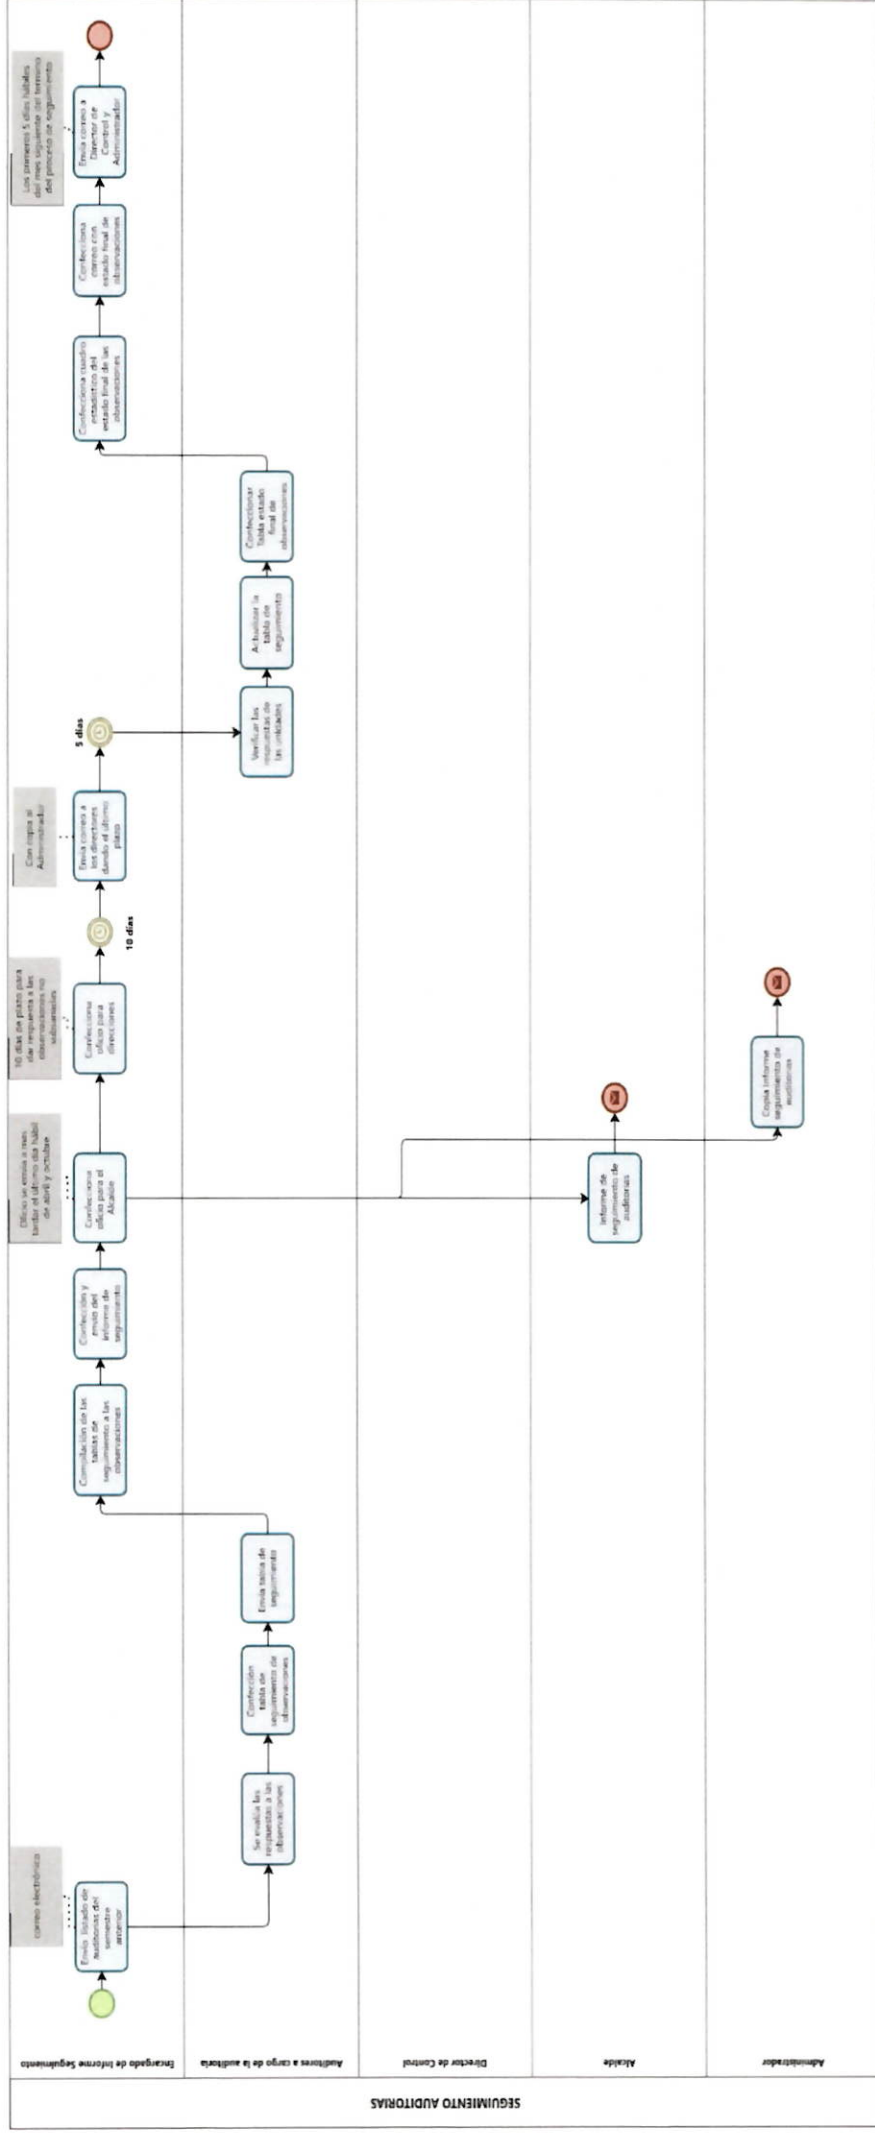 SEGUIMIENTO AUDITORIAS
Encargado de Informe Seguimiento
Auditores a cargo de la auditoria
Director de Control
Alcalde
Administrador
correo electrónico
Envío listado de
Auditorías del
semestre
anterior
Se evalúa las
respuestas a las
observaciones
Confección
tabla de
seguimiento de
observaciones
Envía tabla de
seguimiento
Compilación de las
tablas de
seguimiento a las
observaciones
Confección y
envío del
informe de
seguimiento
Oficio se envía a mas
tardar el último día hábil
de abril y octubre
Confecciona
oficio para el
Alcalde
Informe de
seguimiento de
auditorias
Copia informe
seguimiento de
auditorias
10 días de plazo para
dar respuesta a las
observaciones no
subsanadas
Confecciona
oficio para
direcciones
10 días
Con copia al
Administrador
Envía correo a
los directores
dando el último
plazo
5 días
Verificar las
respuestas de
las unidades
Actualizar la
tabla de
seguimiento
Confeccionar
Tabla estado
final de
observaciones
Confecciona cuadro
estadístico del
estado final de las
observaciones
Confecciona
correo con
estado final de
observaciones
Los primeros 5 días hábiles
del mes siguiente del termino
del proceso de seguimiento
Envía correo a
Director de
Control y
Administrador